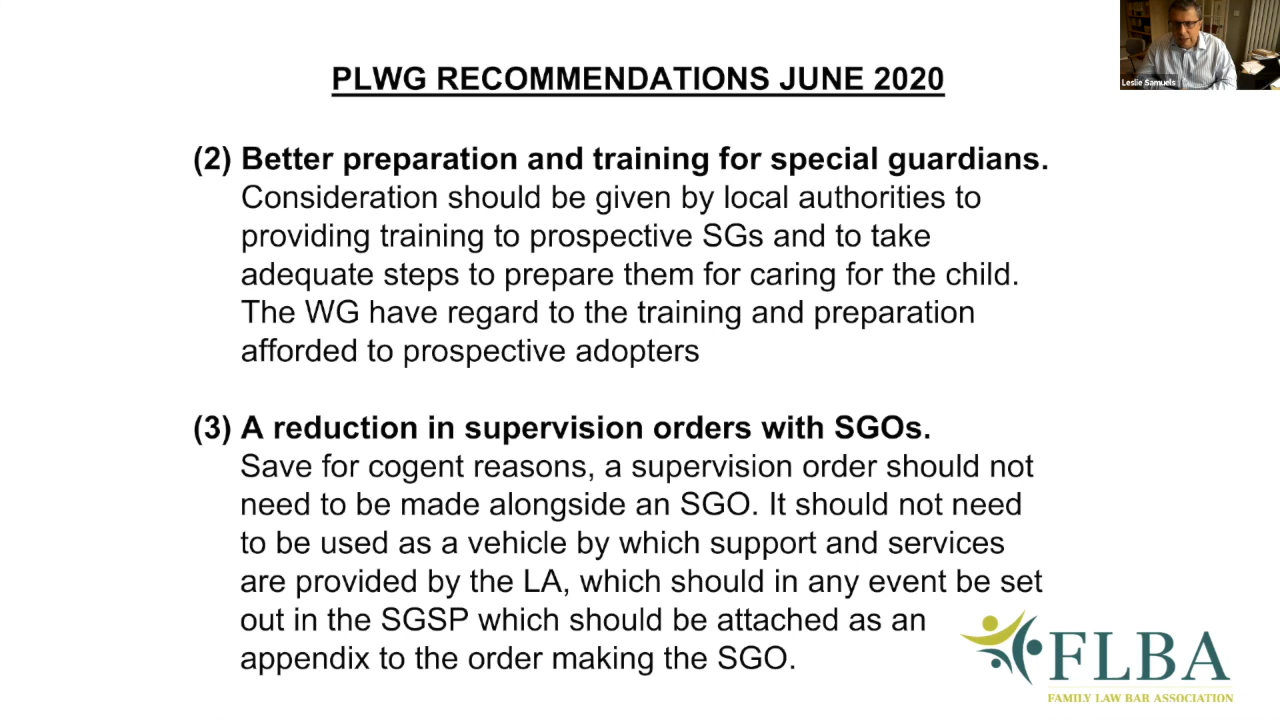 Leslie Samuels
PLWG RECOMMENDATIONS JUNE 2020
(2) Better preparation and training for special guardians.
Consideration should be given by local authorities to
providing training to prospective SGs and to take
adequate steps to prepare them for caring for the child.
The WG have regard to the training and preparation
afforded to prospective adopters
(3) A reduction in supervision orders with SGOs.
Save for cogent reasons, a supervision order should not
need to be made alongside an SGO. It should not need
to be used as a vehicle by which support and services
are provided by the LA, which should in any event be set
out in the SGSP which should be attached as an
appendix to the order making the SGO.
FLBA
FAMILY LAW BAR ASSOCIATION